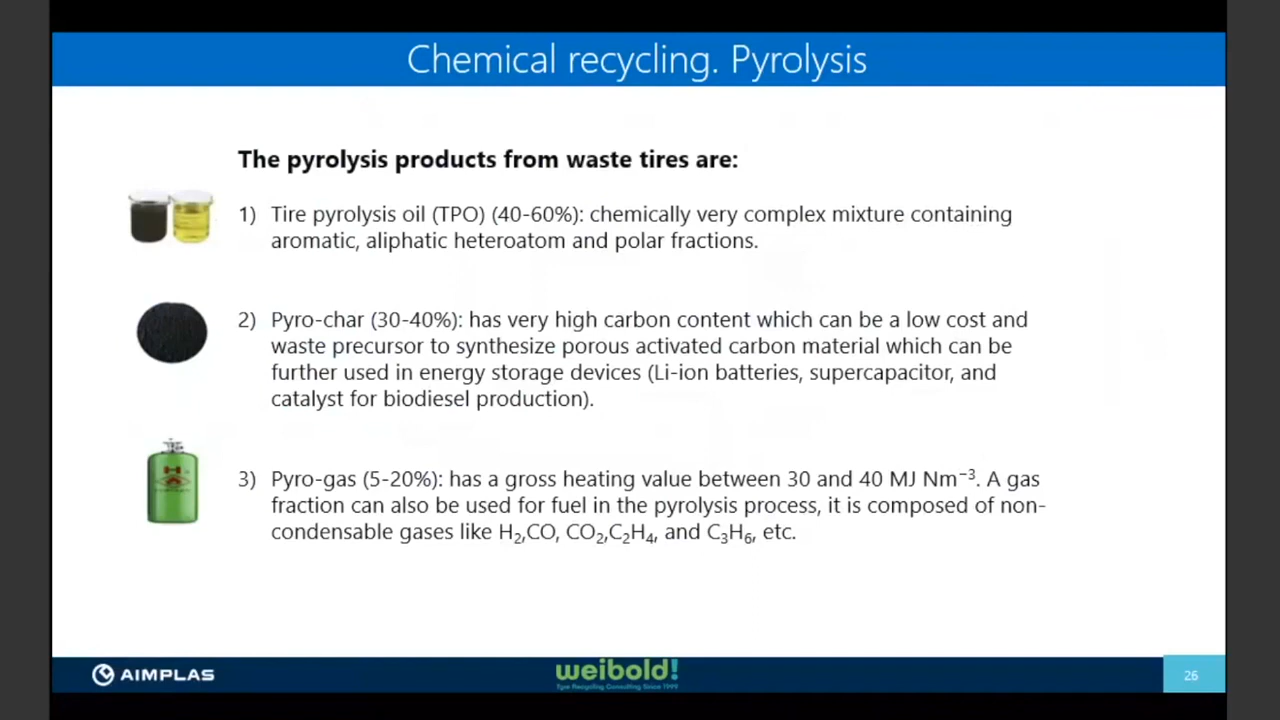 Chemical recycling. Pyrolysis
The pyrolysis products from waste tires are:
1) Tire pyrolysis oil (TPO) (40-60%): chemically very complex mixture containing
aromatic, aliphatic heteroatom and polar fractions.
2) Pyro-char (30-40%): has very high carbon content which can be a low cost and
waste precursor to synthesize porous activated carbon material which can be
further used in energy storage devices (Li-ion batteries, supercapacitor, and
catalyst for biodiesel production).
3) Pyro-gas (5-20%): has a gross heating value between 30 and 40 MJ Nm⁻³. A gas
fraction can also be used for fuel in the pyrolysis process, it is composed of non-
condensable gases like H₂,CO, CO₂,C₂H₄, and C₃H₆, etc.
AIMPLAS
weibold!
Tyre Recycling Consulting Since 1999
26